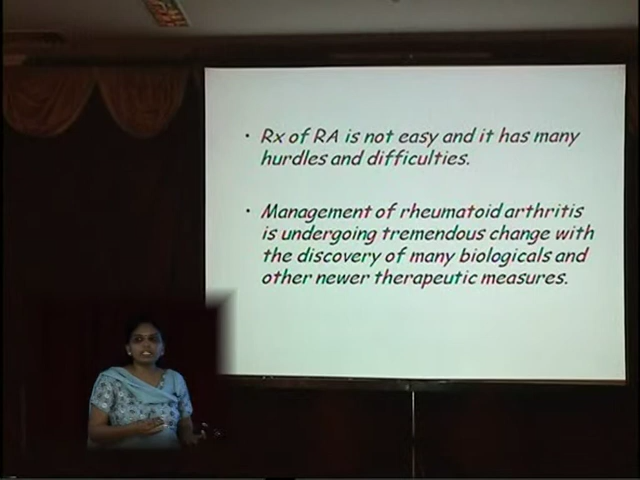 • Rx of RA is not easy and it has many
hurdles and difficulties.
• Management of rheumatoid arthritis
is undergoing tremendous change with
the discovery of many biologicals and
other newer therapeutic measures.